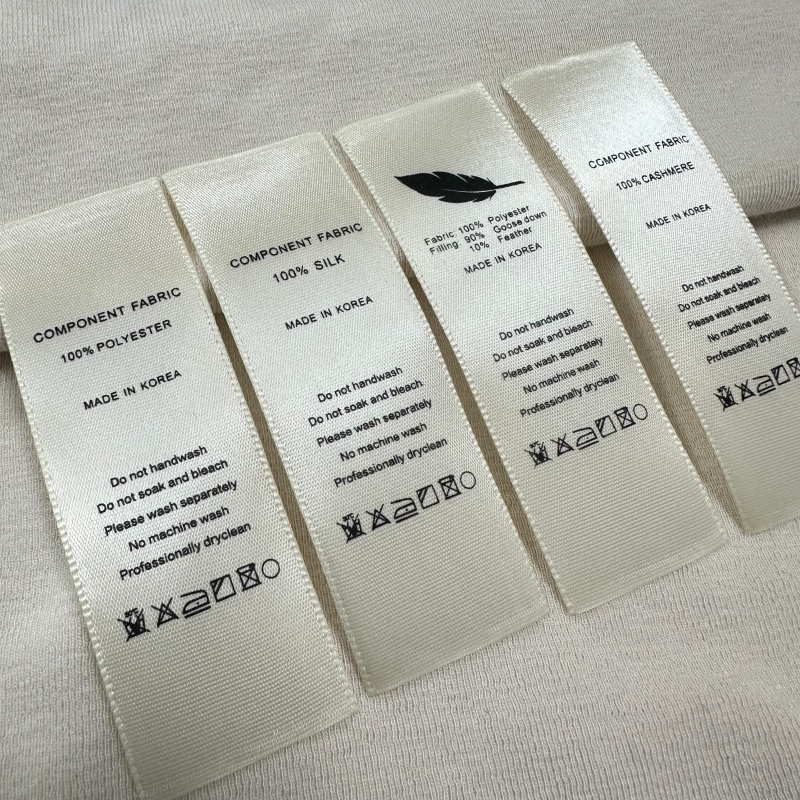 COMPONENT FABRIC
100% POLYESTER
MADE IN KOREA
Do not handwash
Do not soak and bleach
Please wash separately
No machine wash
Professionally dryclean
COMPONENT FABRIC
100% SILK
MADE IN KOREA
Do not handwash
Do not soak and bleach
Please wash separately
No machine wash
Professionally dryclean
Fabric: 100% Polyester
Filling: 90% Goose down
10% Feather
MADE IN KOREA
Do not handwash
Do not soak and bleach
Please wash separately
No machine wash
Professionally dryclean
COMPONENT FABRIC
100% CASHMERE
MADE IN KOREA
Do not handwash
Do not soak and bleach
Please wash separately
No machine wash
Professionally dryclean